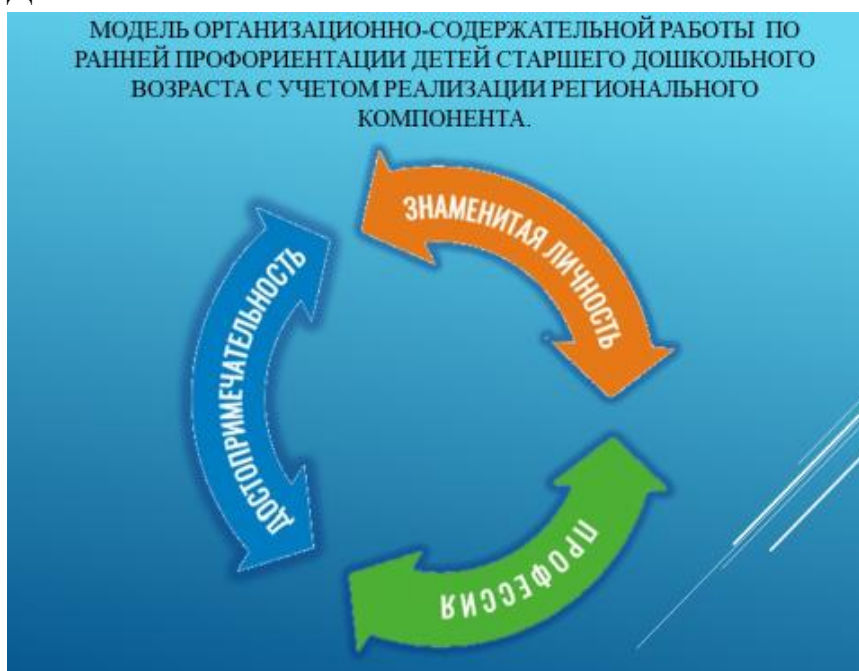 МОДЕЛЬ ОРГАНИЗАЦИОННО-СОДЕРЖАТЕЛЬНОЙ РАБОТЫ ПО
РАННЕЙ ПРОФОРИЕНТАЦИИ ДЕТЕЙ СТАРШЕГО ДОШКОЛЬНОГО
ВОЗРАСТА С УЧЕТОМ РЕАЛИЗАЦИИ РЕГИОНАЛЬНОГО
КОМПОНЕНТА.
ЗНАМЕНИТАЯ ЛИЧНОСТЬ
ДОСТОПРИМЕЧАТЕЛЬНОСТЬ
ПРОФЕССИЯ